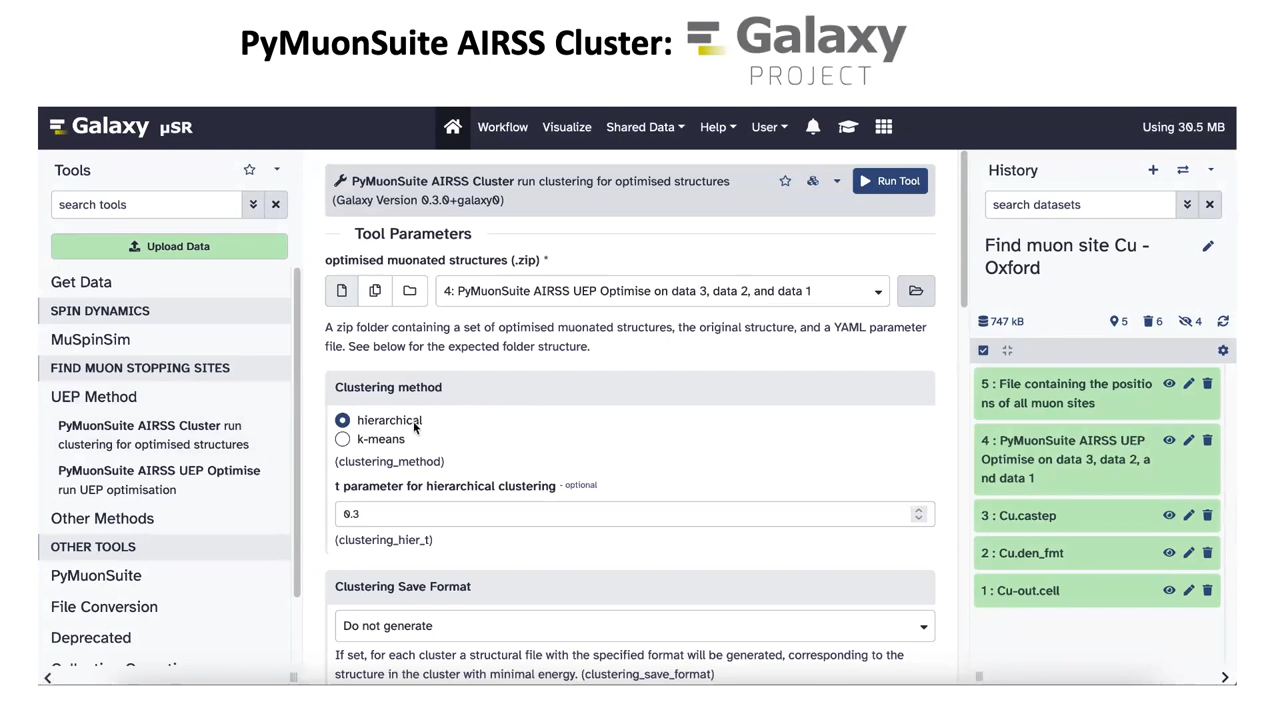 PyMuonSuite AIRSS Cluster: Galaxy
PROJECT
Galaxy μSR
Workflow Visualize Shared Data Help User
Using 30.5 MB
Tools
search tools
Upload Data
Get Data
SPIN DYNAMICS
MuSpinSim
FIND MUON STOPPING SITES
UEP Method
PyMuonSuite AIRSS Cluster run
clustering for optimised structures
PyMuonSuite AIRSS UEP Optimise
run UEP optimisation
Other Methods
OTHER TOOLS
PyMuonSuite
File Conversion
Deprecated
PyMuonSuite AIRSS Cluster run clustering for optimised structures
(Galaxy Version 0.3.0+galaxy0)
Run Tool
Tool Parameters
optimised muonated structures (.zip) *
4: PyMuonSuite AIRSS UEP Optimise on data 3, data 2, and data 1
A zip folder containing a set of optimised muonated structures, the original structure, and a YAML parameter
file. See below for the expected folder structure.
Clustering method
hierarchical
k-means
(clustering_method)
t parameter for hierarchical clustering - optional
0.3
(clustering_hier_t)
Clustering Save Format
Do not generate
If set, for each cluster a structural file with the specified format will be generated, corresponding to the
structure in the cluster with minimal energy. (clustering_save_format)
History
search datasets
Find muon site Cu -
Oxford
747 kB
5 6 4
5 : File containing the positio
ns of all muon sites
4 : PyMuonSuite AIRSS UEP
Optimise on data 3, data 2, a
nd data 1
3 : Cu.castep
2 : Cu.den_fmt
1 : Cu-out.cell